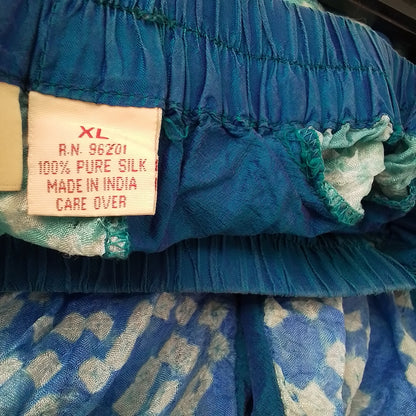 XL
R.N. 96201
100% PURE SILK
MADE IN INDIA
CARE OVER